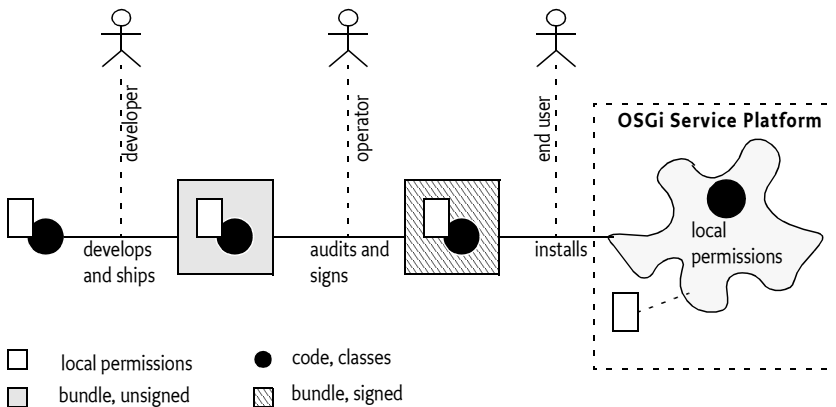 developer
operator
end user
OSGi Service Platform
local
permissions
develops
and ships
audits and
signs
installs
local permissions
code, classes
bundle, unsigned
bundle, signed